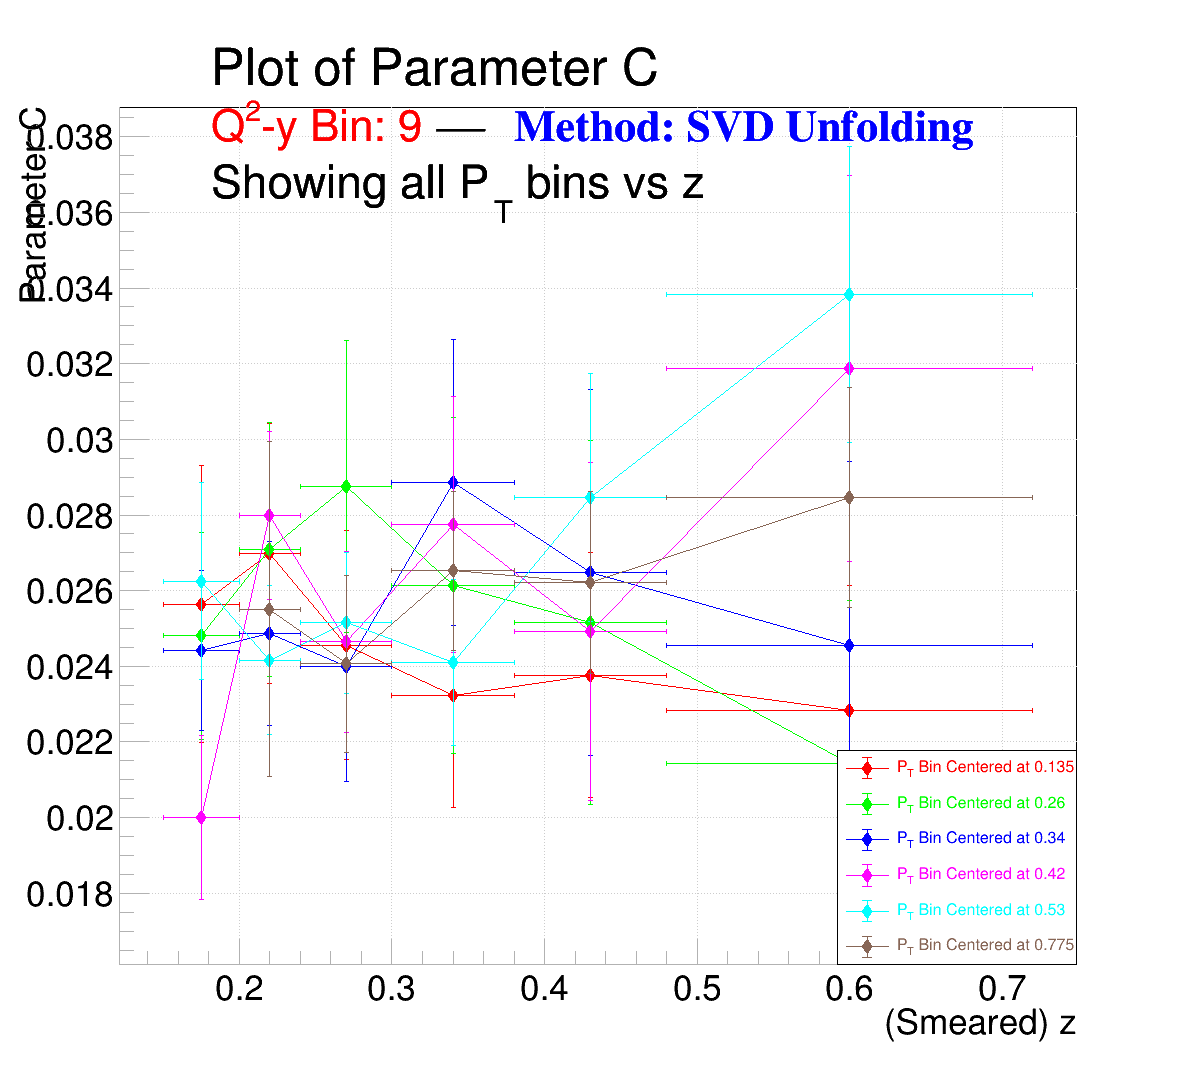 Plot of Parameter C
Q²-y Bin: 9 — Method: SVD Unfolding
Showing all P_T bins vs z
Parameter C
0.038
0.036
0.034
0.032
0.03
0.028
0.026
0.024
0.022
0.02
0.018
P_T Bin Centered at 0.135
P_T Bin Centered at 0.26
P_T Bin Centered at 0.34
P_T Bin Centered at 0.42
P_T Bin Centered at 0.53
P_T Bin Centered at 0.775
0.2 0.3 0.4 0.5 0.6 0.7
(Smeared) z